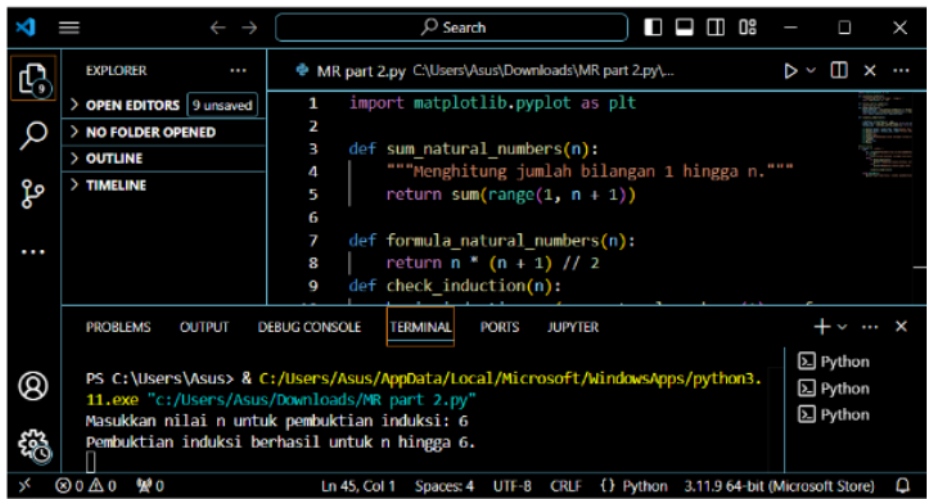 Search
EXPLORER
9
OPEN EDITORS 9 unsaved
NO FOLDER OPENED
OUTLINE
TIMELINE
MR part 2.py C:\Users\Asus\Downloads\MR part 2.py\...
1 import matplotlib.pyplot as plt
2
3 def sum_natural_numbers(n):
4 """Menghitung jumlah bilangan 1 hingga n."""
5 return sum(range(1, n + 1))
6
7 def formula_natural_numbers(n):
8 return n * (n + 1) // 2
9 def check_induction(n):
PROBLEMS OUTPUT DEBUG CONSOLE TERMINAL PORTS JUPYTER
PS C:\Users\Asus> & C:/Users/Asus/AppData/Local/Microsoft/WindowsApps/python3.
11.exe "c:/Users/Asus/Downloads/MR part 2.py"
Masukkan nilai n untuk pembuktian induksi: 6
Pembuktian induksi berhasil untuk n hingga 6.
Python
Python
Python
0 0 0 Ln 45, Col 1 Spaces: 4 UTF-8 CRLF {} Python 3.11.9 64-bit (Microsoft Store)